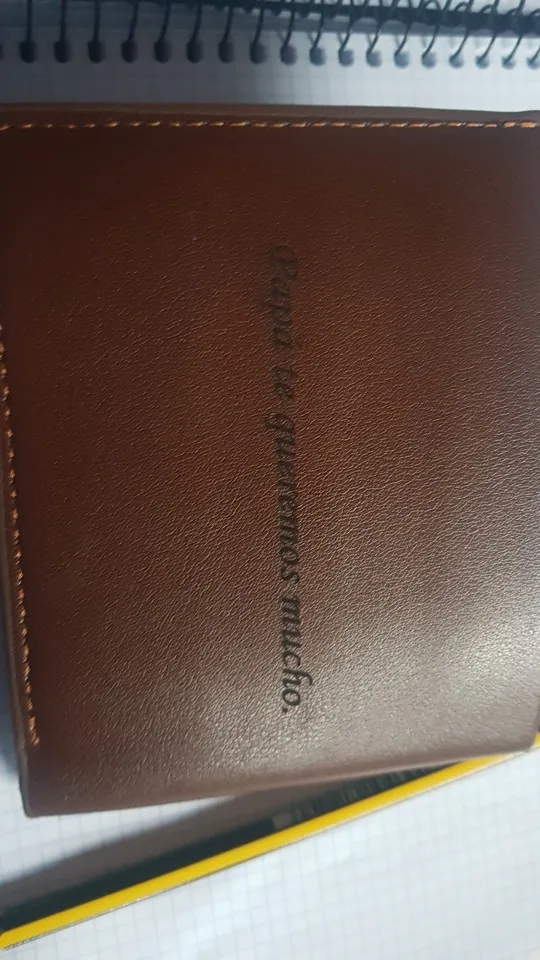 Papá te queremos mucho.